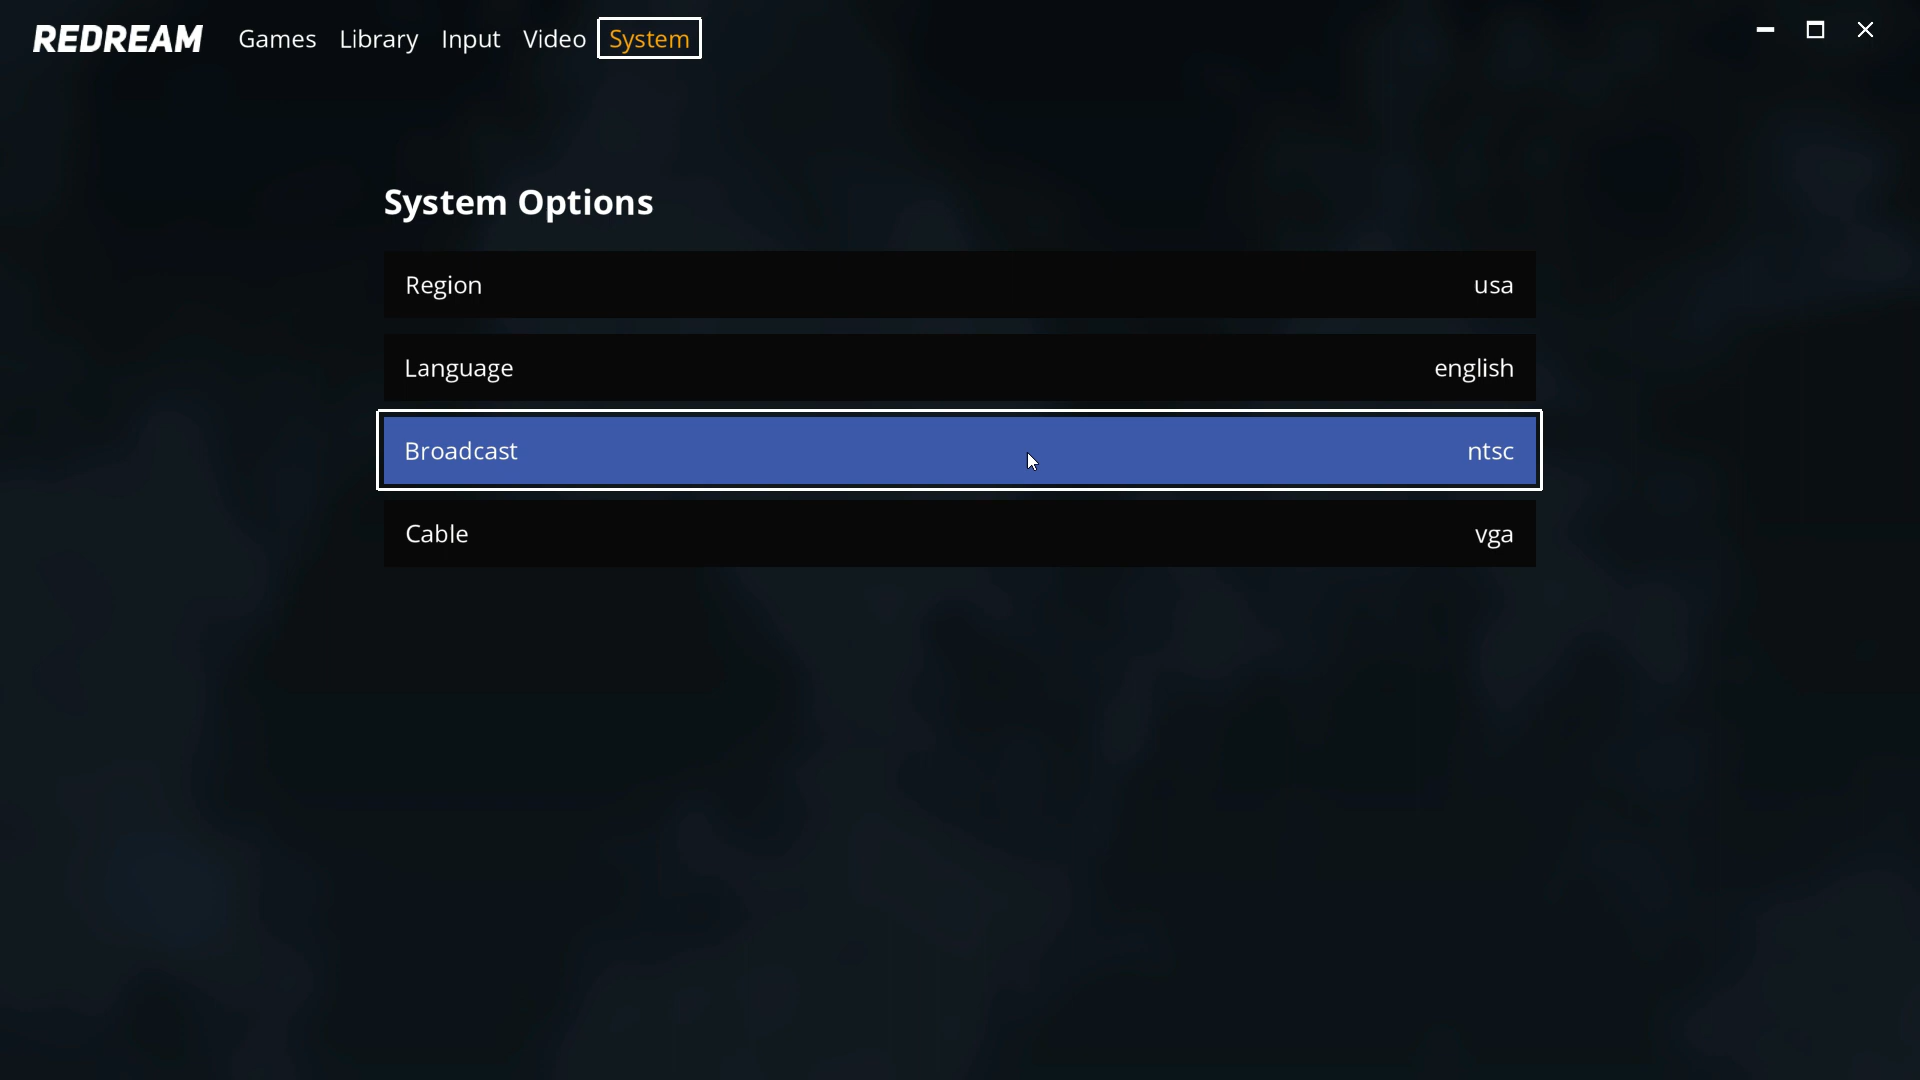 REDREAM Games Library Input Video System
System Options
Region usa
Language english
Broadcast ntsc
Cable vga